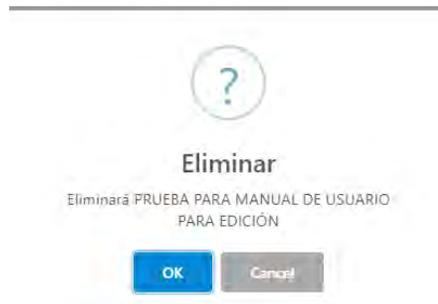 ?
Eliminar
Eliminará PRUEBA PARA MANUAL DE USUARIO
PARA EDICIÓN
OK Cancel